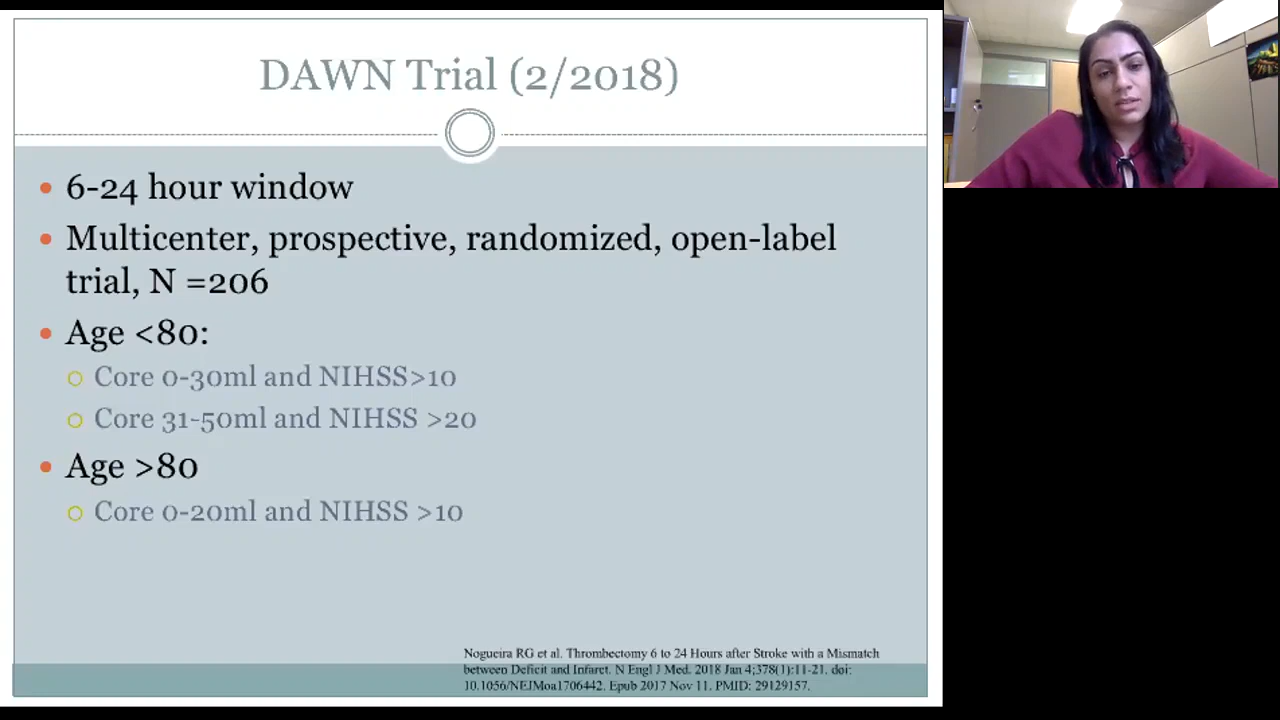 DAWN Trial (2/2018)
6-24 hour window
Multicenter, prospective, randomized, open-label
trial, N =206
Age <80:
Core 0-30ml and NIHSS>10
Core 31-50ml and NIHSS >20
Age >80
Core 0-20ml and NIHSS >10
Nogueira RG et al. Thrombectomy 6 to 24 Hours after Stroke with a Mismatch
between Deficit and Infarct. N Engl J Med. 2018 Jan 4;378(1):11-21. doi:
10.1056/NEJMoa1706442. Epub 2017 Nov 11. PMID: 29129157.